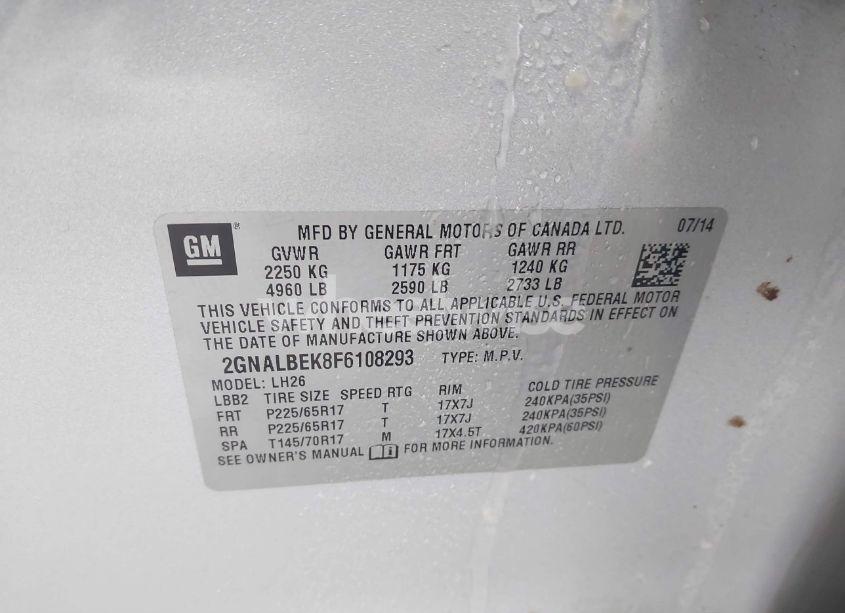 GM
MFD BY GENERAL MOTORS OF CANADA LTD. 07/14
GVWR GAWR FRT GAWR RR
2250 KG 1175 KG 1240 KG
4960 LB 2590 LB 2733 LB
THIS VEHICLE CONFORMS TO ALL APPLICABLE U.S. FEDERAL MOTOR
VEHICLE SAFETY AND THEFT PREVENTION STANDARDS IN EFFECT ON
THE DATE OF MANUFACTURE SHOWN ABOVE.
2GNALBEK8F6108293 TYPE: M.P.V.
MODEL: LH26
LBB2 TIRE SIZE SPEED RTG RIM COLD TIRE PRESSURE
FRT P225/65R17 T 17X7J 240KPA(35PSI)
RR P225/65R17 T 17X7J 240KPA(35PSI)
SPA T145/70R17 M 17X4.5T 420KPA(60PSI)
SEE OWNER'S MANUAL FOR MORE INFORMATION.